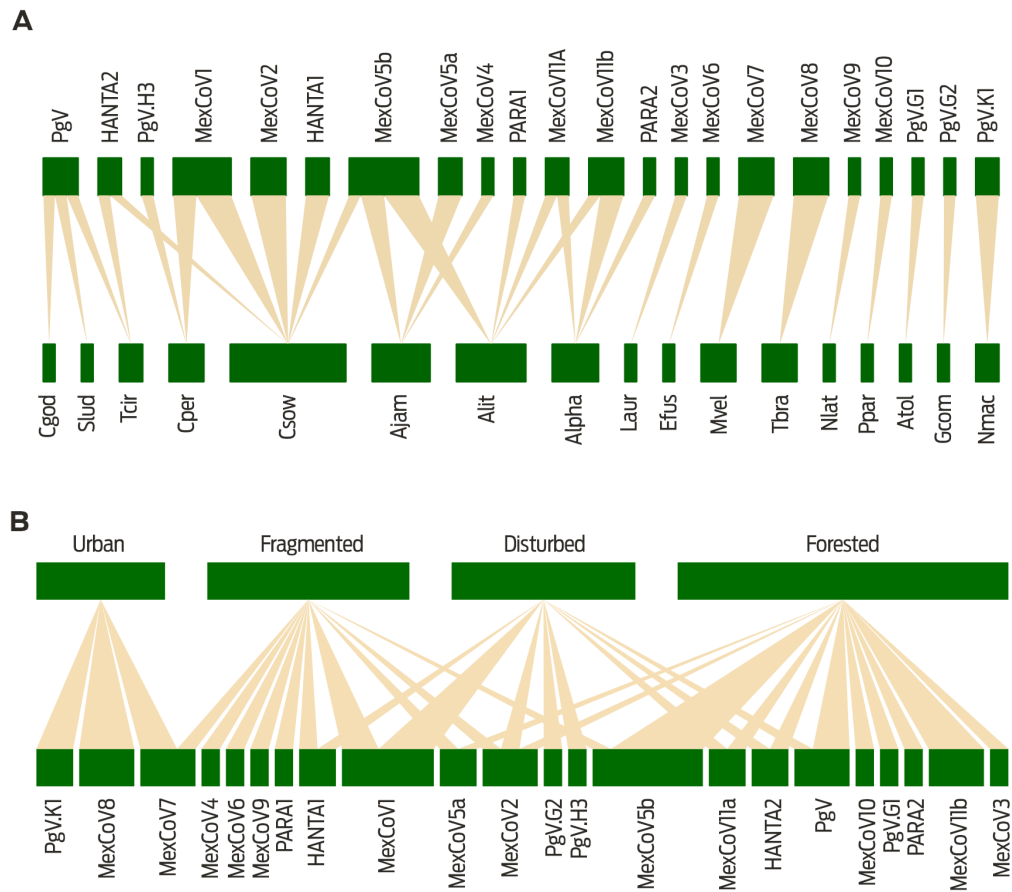 A
PgV
HANTA2
PgV.H3
MexCoV1
MexCoV2
HANTA1
MexCoV5b
MexCoV5a
MexCoV4
PARA1
MexCoV11A
MexCoV11b
PARA2
MexCoV3
MexCoV6
MexCoV7
MexCoV8
MexCoV9
MexCoV10
PgV.G1
PgV.G2
PgV.K1
Cgod
Slud
Tcir
Cper
Csow
Ajam
Alit
Alpha
Laur
Efus
Mvel
Tbra
Nlat
Ppar
Atol
Gcom
Nmac
B
Urban
Fragmented
Disturbed
Forested
PgV.K1
MexCoV8
MexCoV7
MexCoV4
MexCoV6
MexCoV9
PARA1
HANTA1
MexCoV1
MexCoV5a
MexCoV2
PgV.G2
PgV.H3
MexCoV5b
MexCoV11a
HANTA2
PgV
MexCoV10
PgV.G1
PARA2
MexCoV11b
MexCoV3